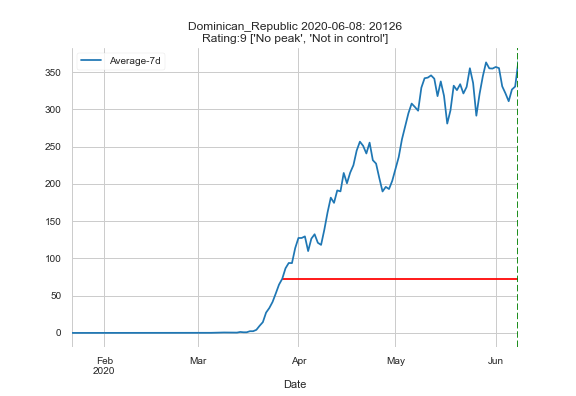 Dominican_Republic 2020-06-08: 20126
Rating:9 ['No peak', 'Not in control']
Average-7d
350
300
250
200
150
100
50
0
Feb
2020
Mar
Apr
May
Jun
Date